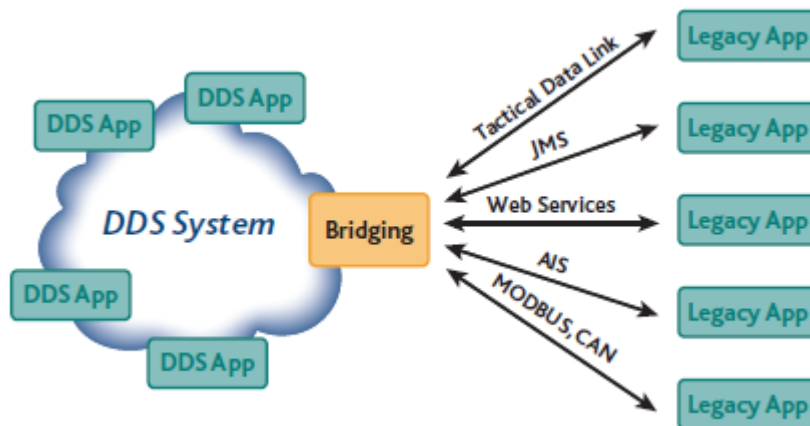 DDS App
DDS App
DDS System
DDS App
DDS App
Bridging
Tactical Data Link
JMS
Web Services
AIS
MODBUS, CAN
Legacy App
Legacy App
Legacy App
Legacy App
Legacy App